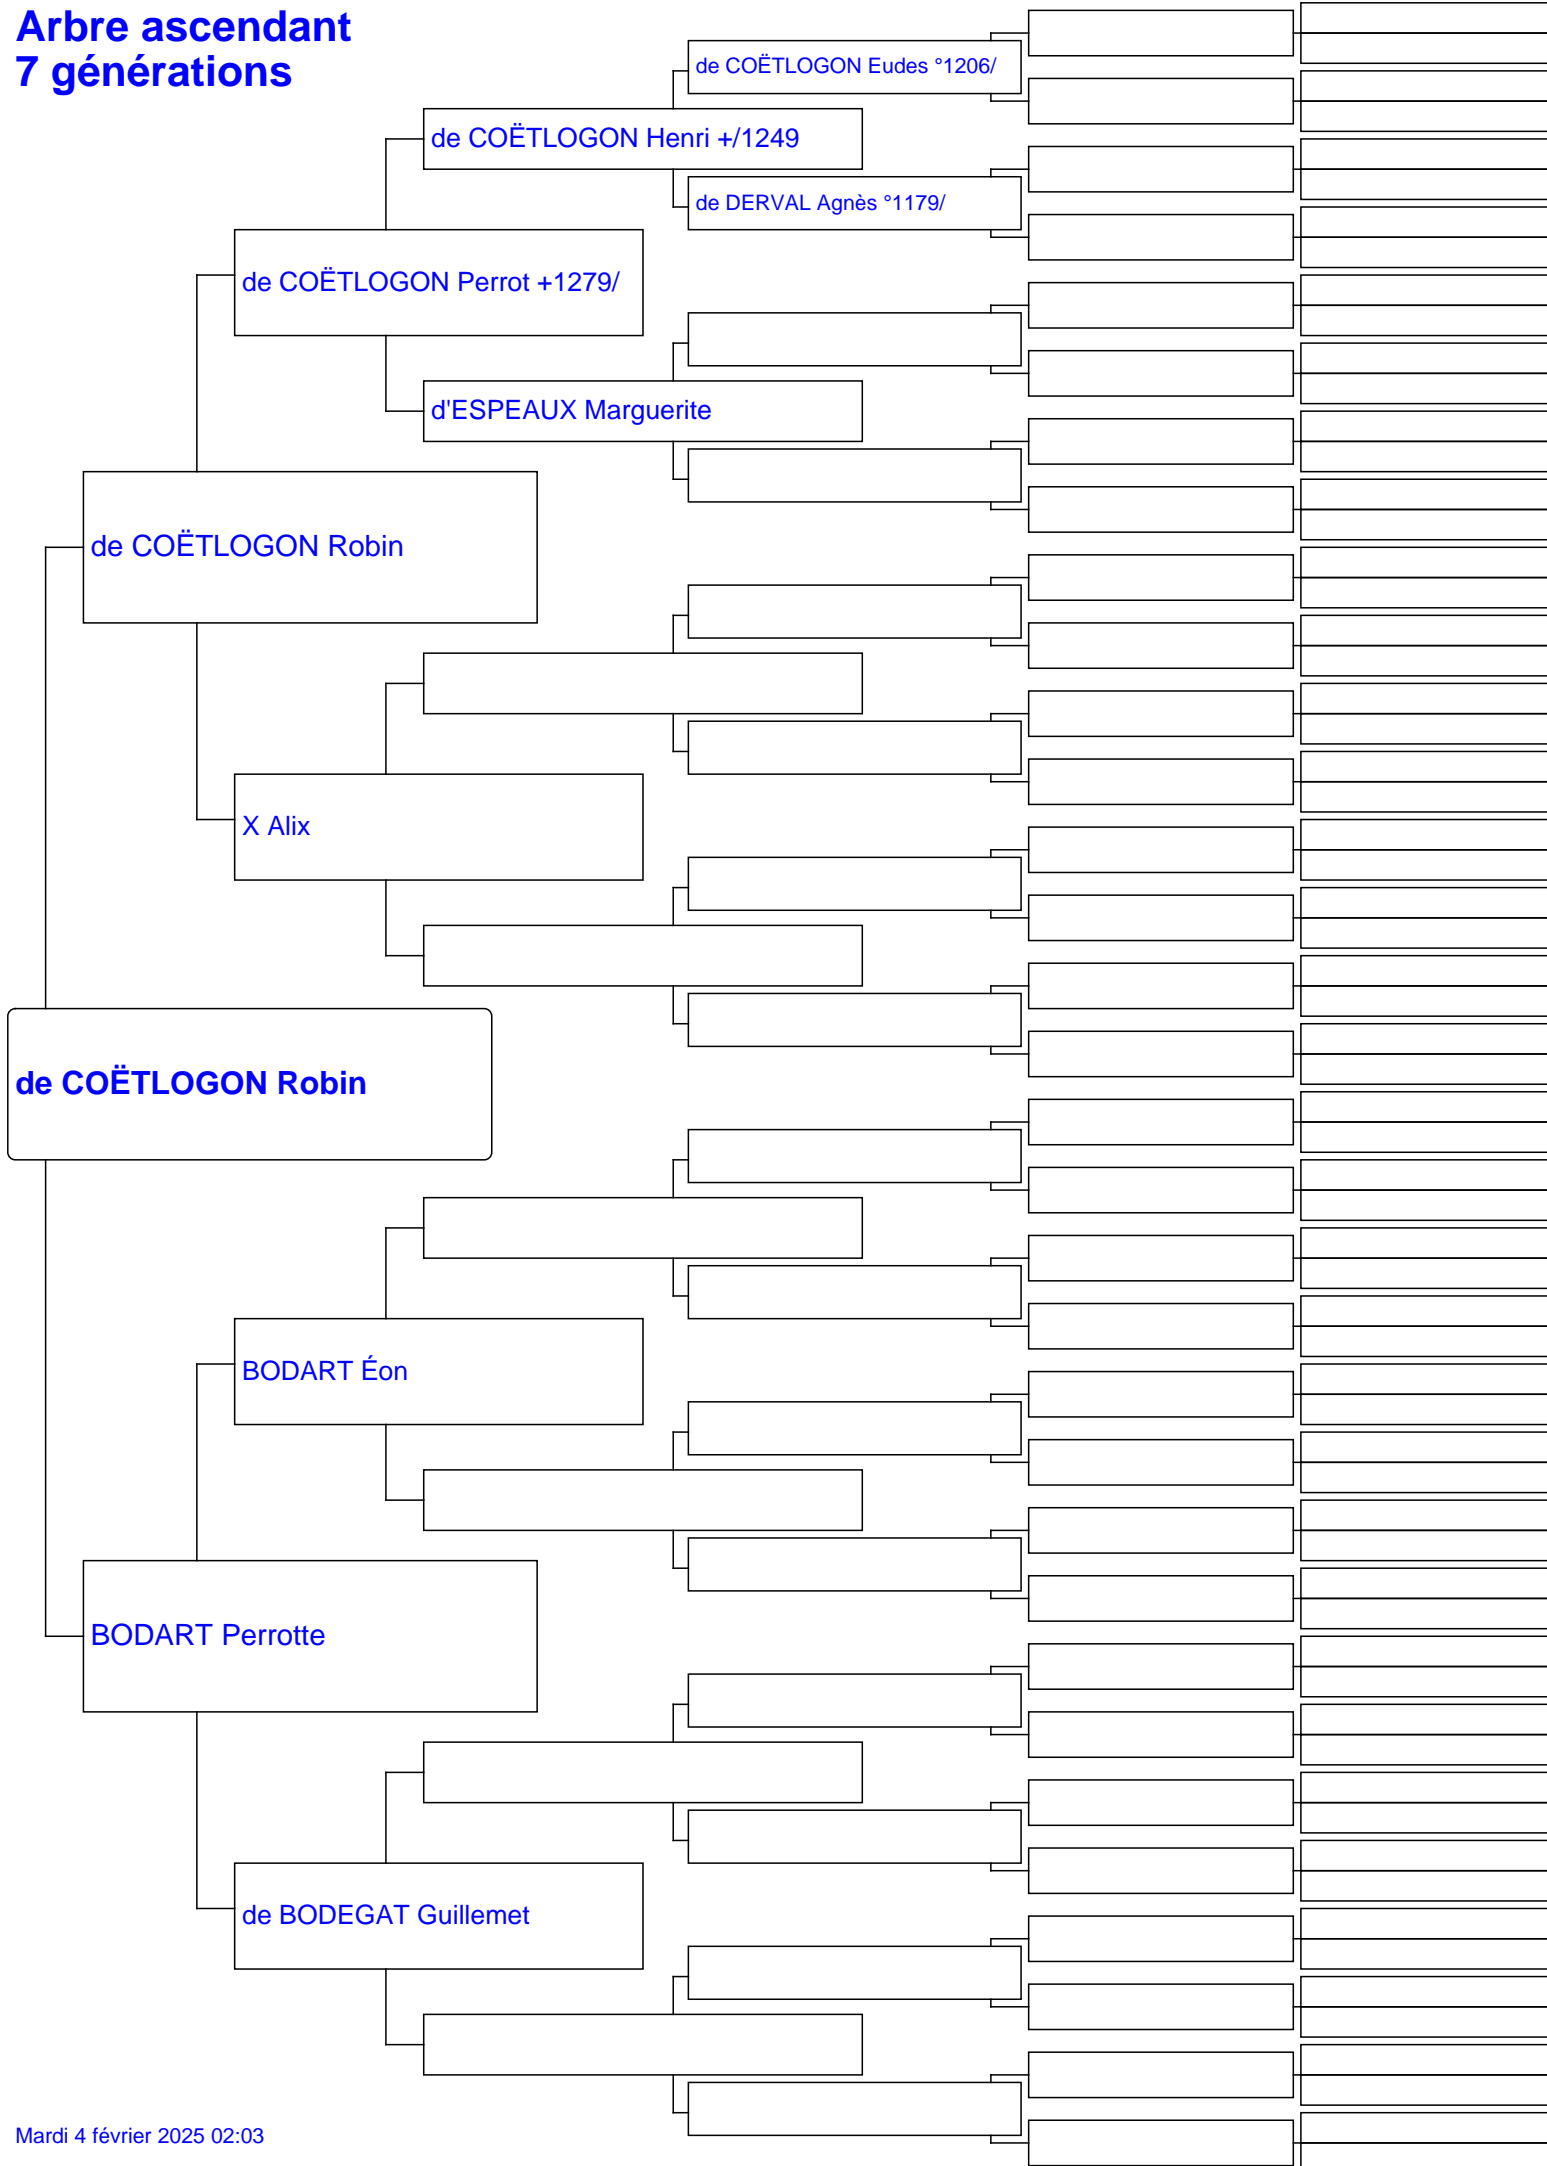 Arbre ascendant
7 générations
de COËTLOGON Eudes °1206/
de COËTLOGON Henri +/1249
de DERVAL Agnès °1179/
de COËTLOGON Perrot +1279/
d'ESPEAUX Marguerite
de COËTLOGON Robin
X Alix
de COËTLOGON Robin
BODART Éon
BODART Perrotte
de BODEGAT Guillemet
Mardi 4 février 2025 02:03